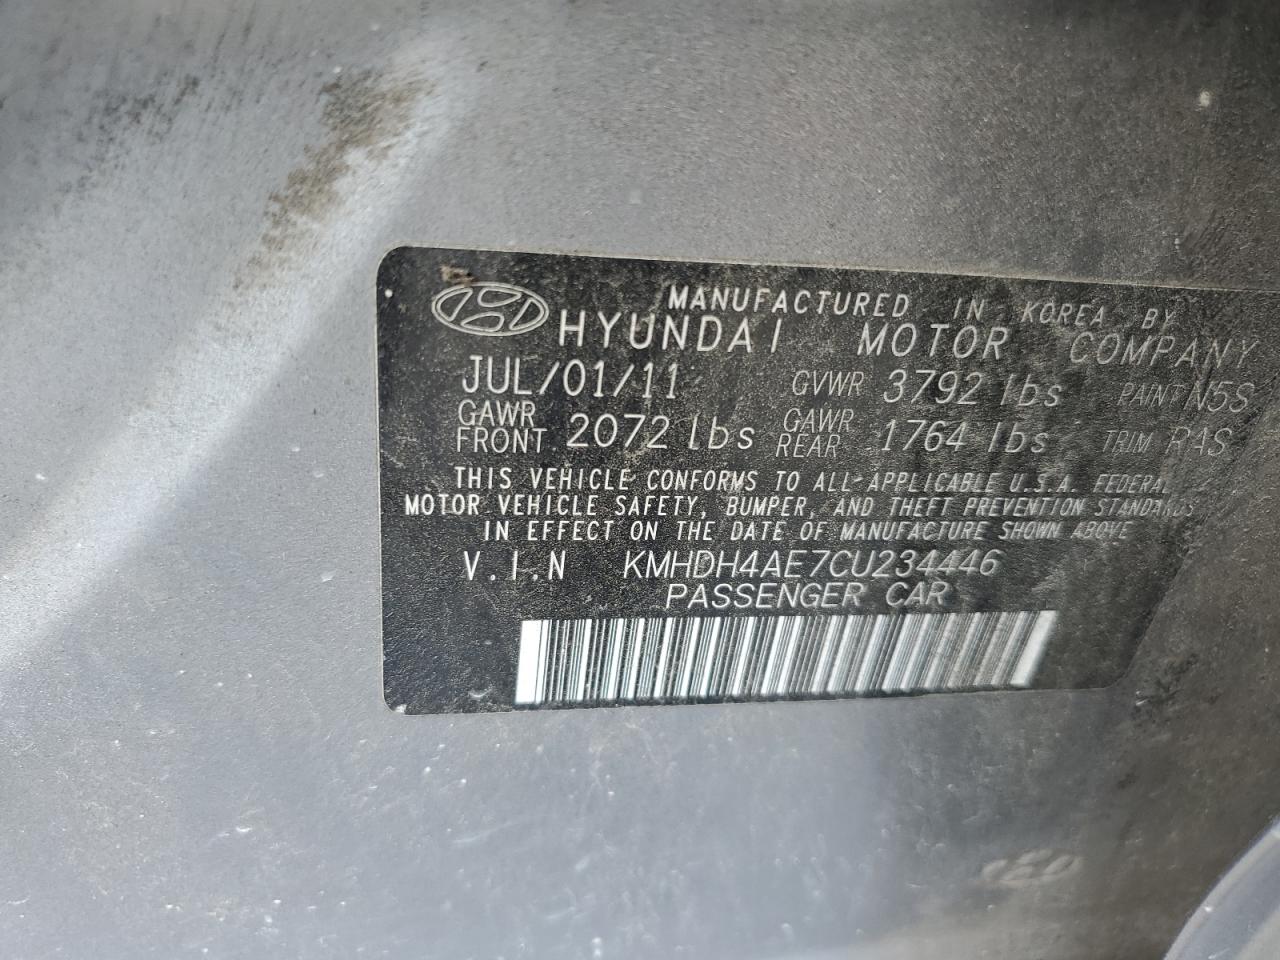 MANUFACTURED IN KOREA BY
HYUNDAI MOTOR COMPANY
JUL/01/11 GVWR 3792 lbs PAINT N5S
GAWR FRONT 2072 lbs GAWR REAR 1764 lbs TRIM RAS
THIS VEHICLE CONFORMS TO ALL APPLICABLE U.S.A. FEDERAL
MOTOR VEHICLE SAFETY, BUMPER, AND THEFT PREVENTION STANDARDS
IN EFFECT ON THE DATE OF MANUFACTURE SHOWN ABOVE
V.I.N KMHDH4AE7CU234446
PASSENGER CAR